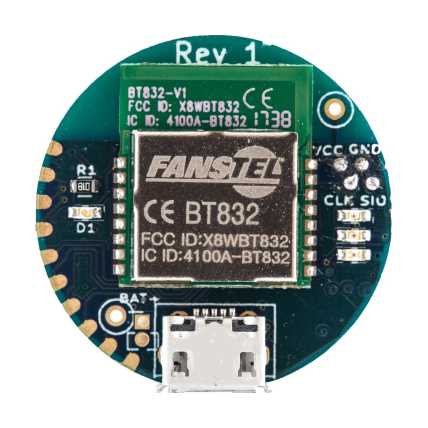 Rev 1
BT832-V1
FCC ID: X8WBT832 CE
IC ID: 4100A-BT832 1738
FANSTEL
CE BT832
FCC ID:X8WBT832
IC ID:4100A-BT832
R1
D1
VCC GND
CLK SIO
BAT